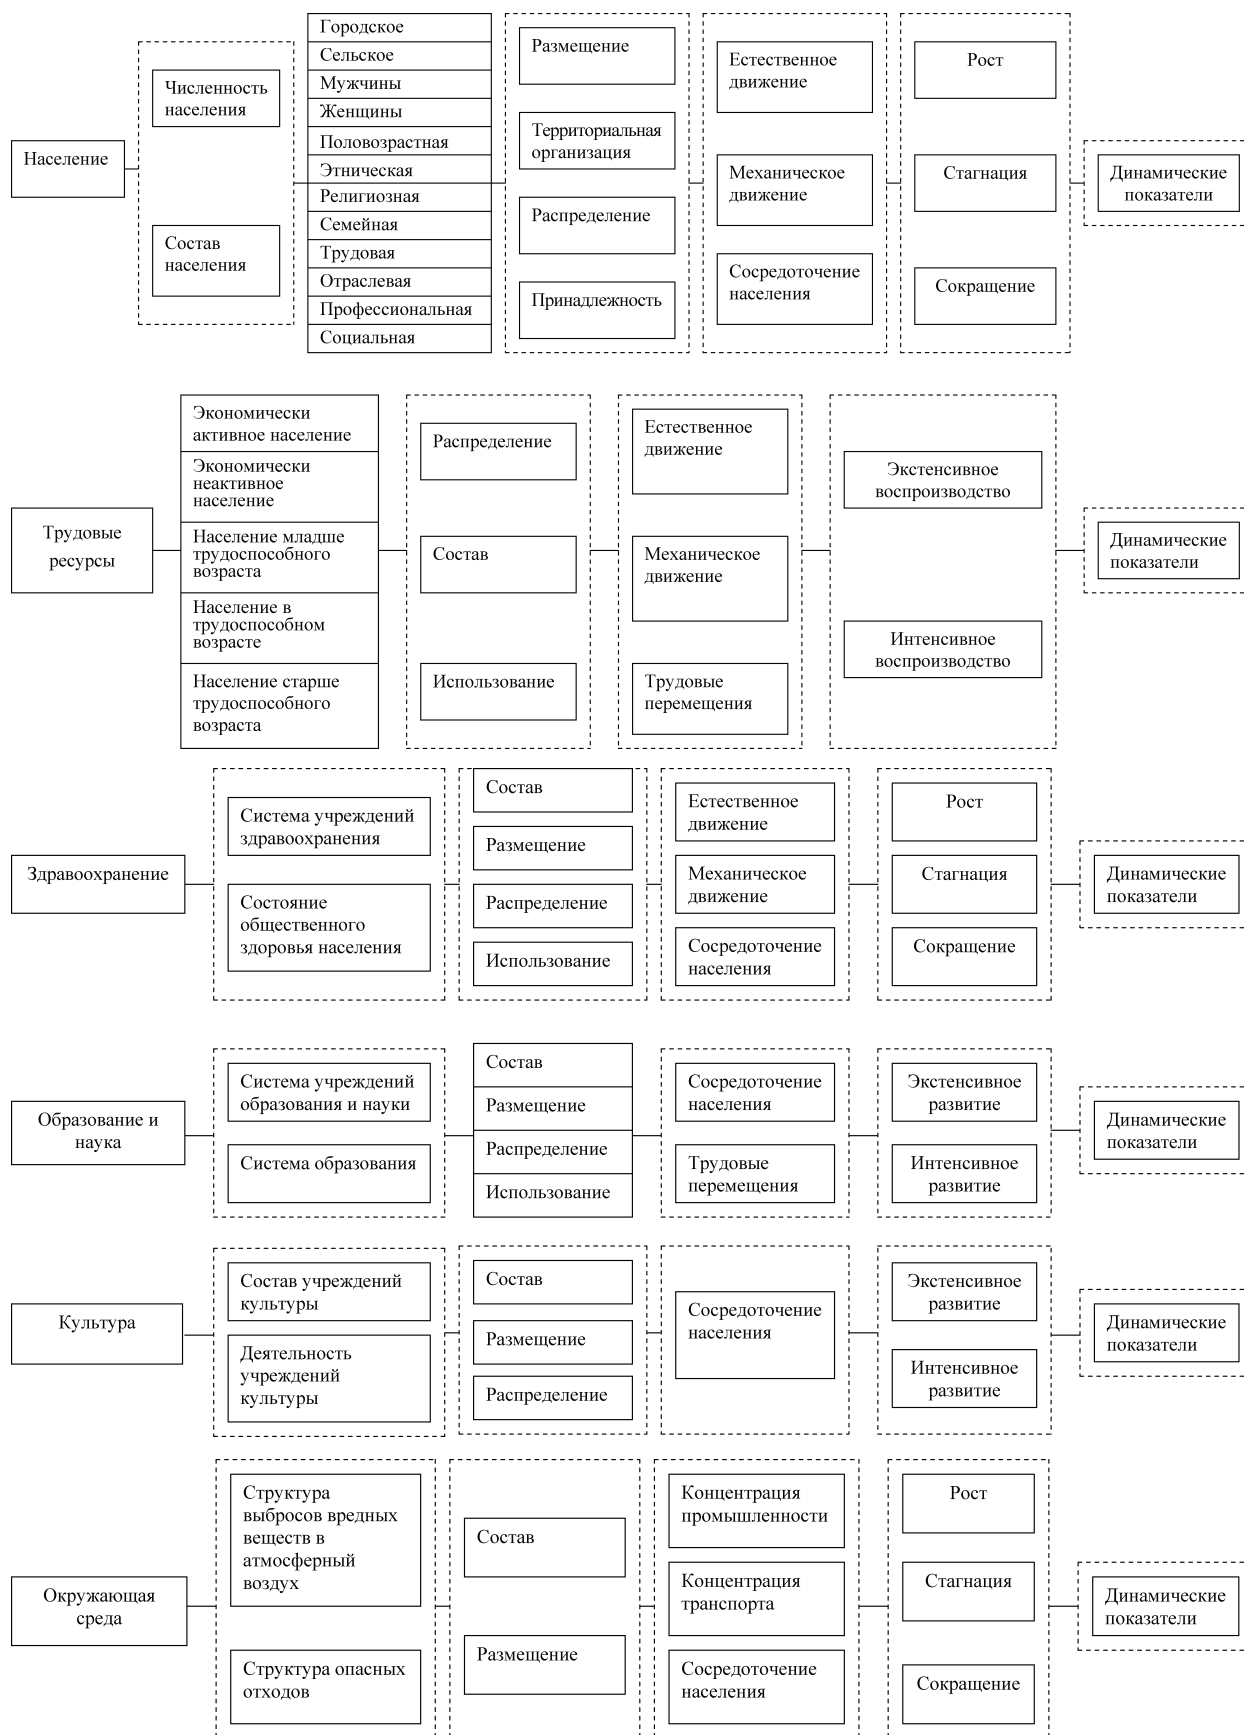 Население
Численность
населения
Состав
населения
Городское
Сельское
Мужчины
Женщины
Половозрастная
Этническая
Религиозная
Семейная
Трудовая
Отраслевая
Профессиональная
Социальная
Размещение
Территориальная
организация
Распределение
Принадлежность
Естественное
движение
Механическое
движение
Сосредоточение
населения
Рост
Стагнация
Сокращение
Динамические
показатели
Трудовые
ресурсы
Экономически
активное население
Экономически
неактивное
население
Население младше
трудоспособного
возраста
Население в
трудоспособном
возрасте
Население старше
трудоспособного
возраста
Распределение
Состав
Использование
Естественное
движение
Механическое
движение
Трудовые
перемещения
Экстенсивное
воспроизводство
Интенсивное
воспроизводство
Динамические
показатели
Здравоохранение
Система учреждений
здравоохранения
Состояние
общественного
здоровья населения
Состав
Размещение
Распределение
Использование
Естественное
движение
Механическое
движение
Сосредоточение
населения
Рост
Стагнация
Сокращение
Динамические
показатели
Образование и
наука
Система учреждений
образования и науки
Система образования
Состав
Размещение
Распределение
Использование
Сосредоточение
населения
Трудовые
перемещения
Экстенсивное
развитие
Интенсивное
развитие
Динамические
показатели
Культура
Состав учреждений
культуры
Деятельность
учреждений
культуры
Состав
Размещение
Распределение
Сосредоточение
населения
Экстенсивное
развитие
Интенсивное
развитие
Динамические
показатели
Окружающая
среда
Структура
выбросов вредных
веществ в
атмосферный
воздух
Структура опасных
отходов
Состав
Размещение
Концентрация
промышленности
Концентрация
транспорта
Сосредоточение
населения
Рост
Стагнация
Сокращение
Динамические
показатели